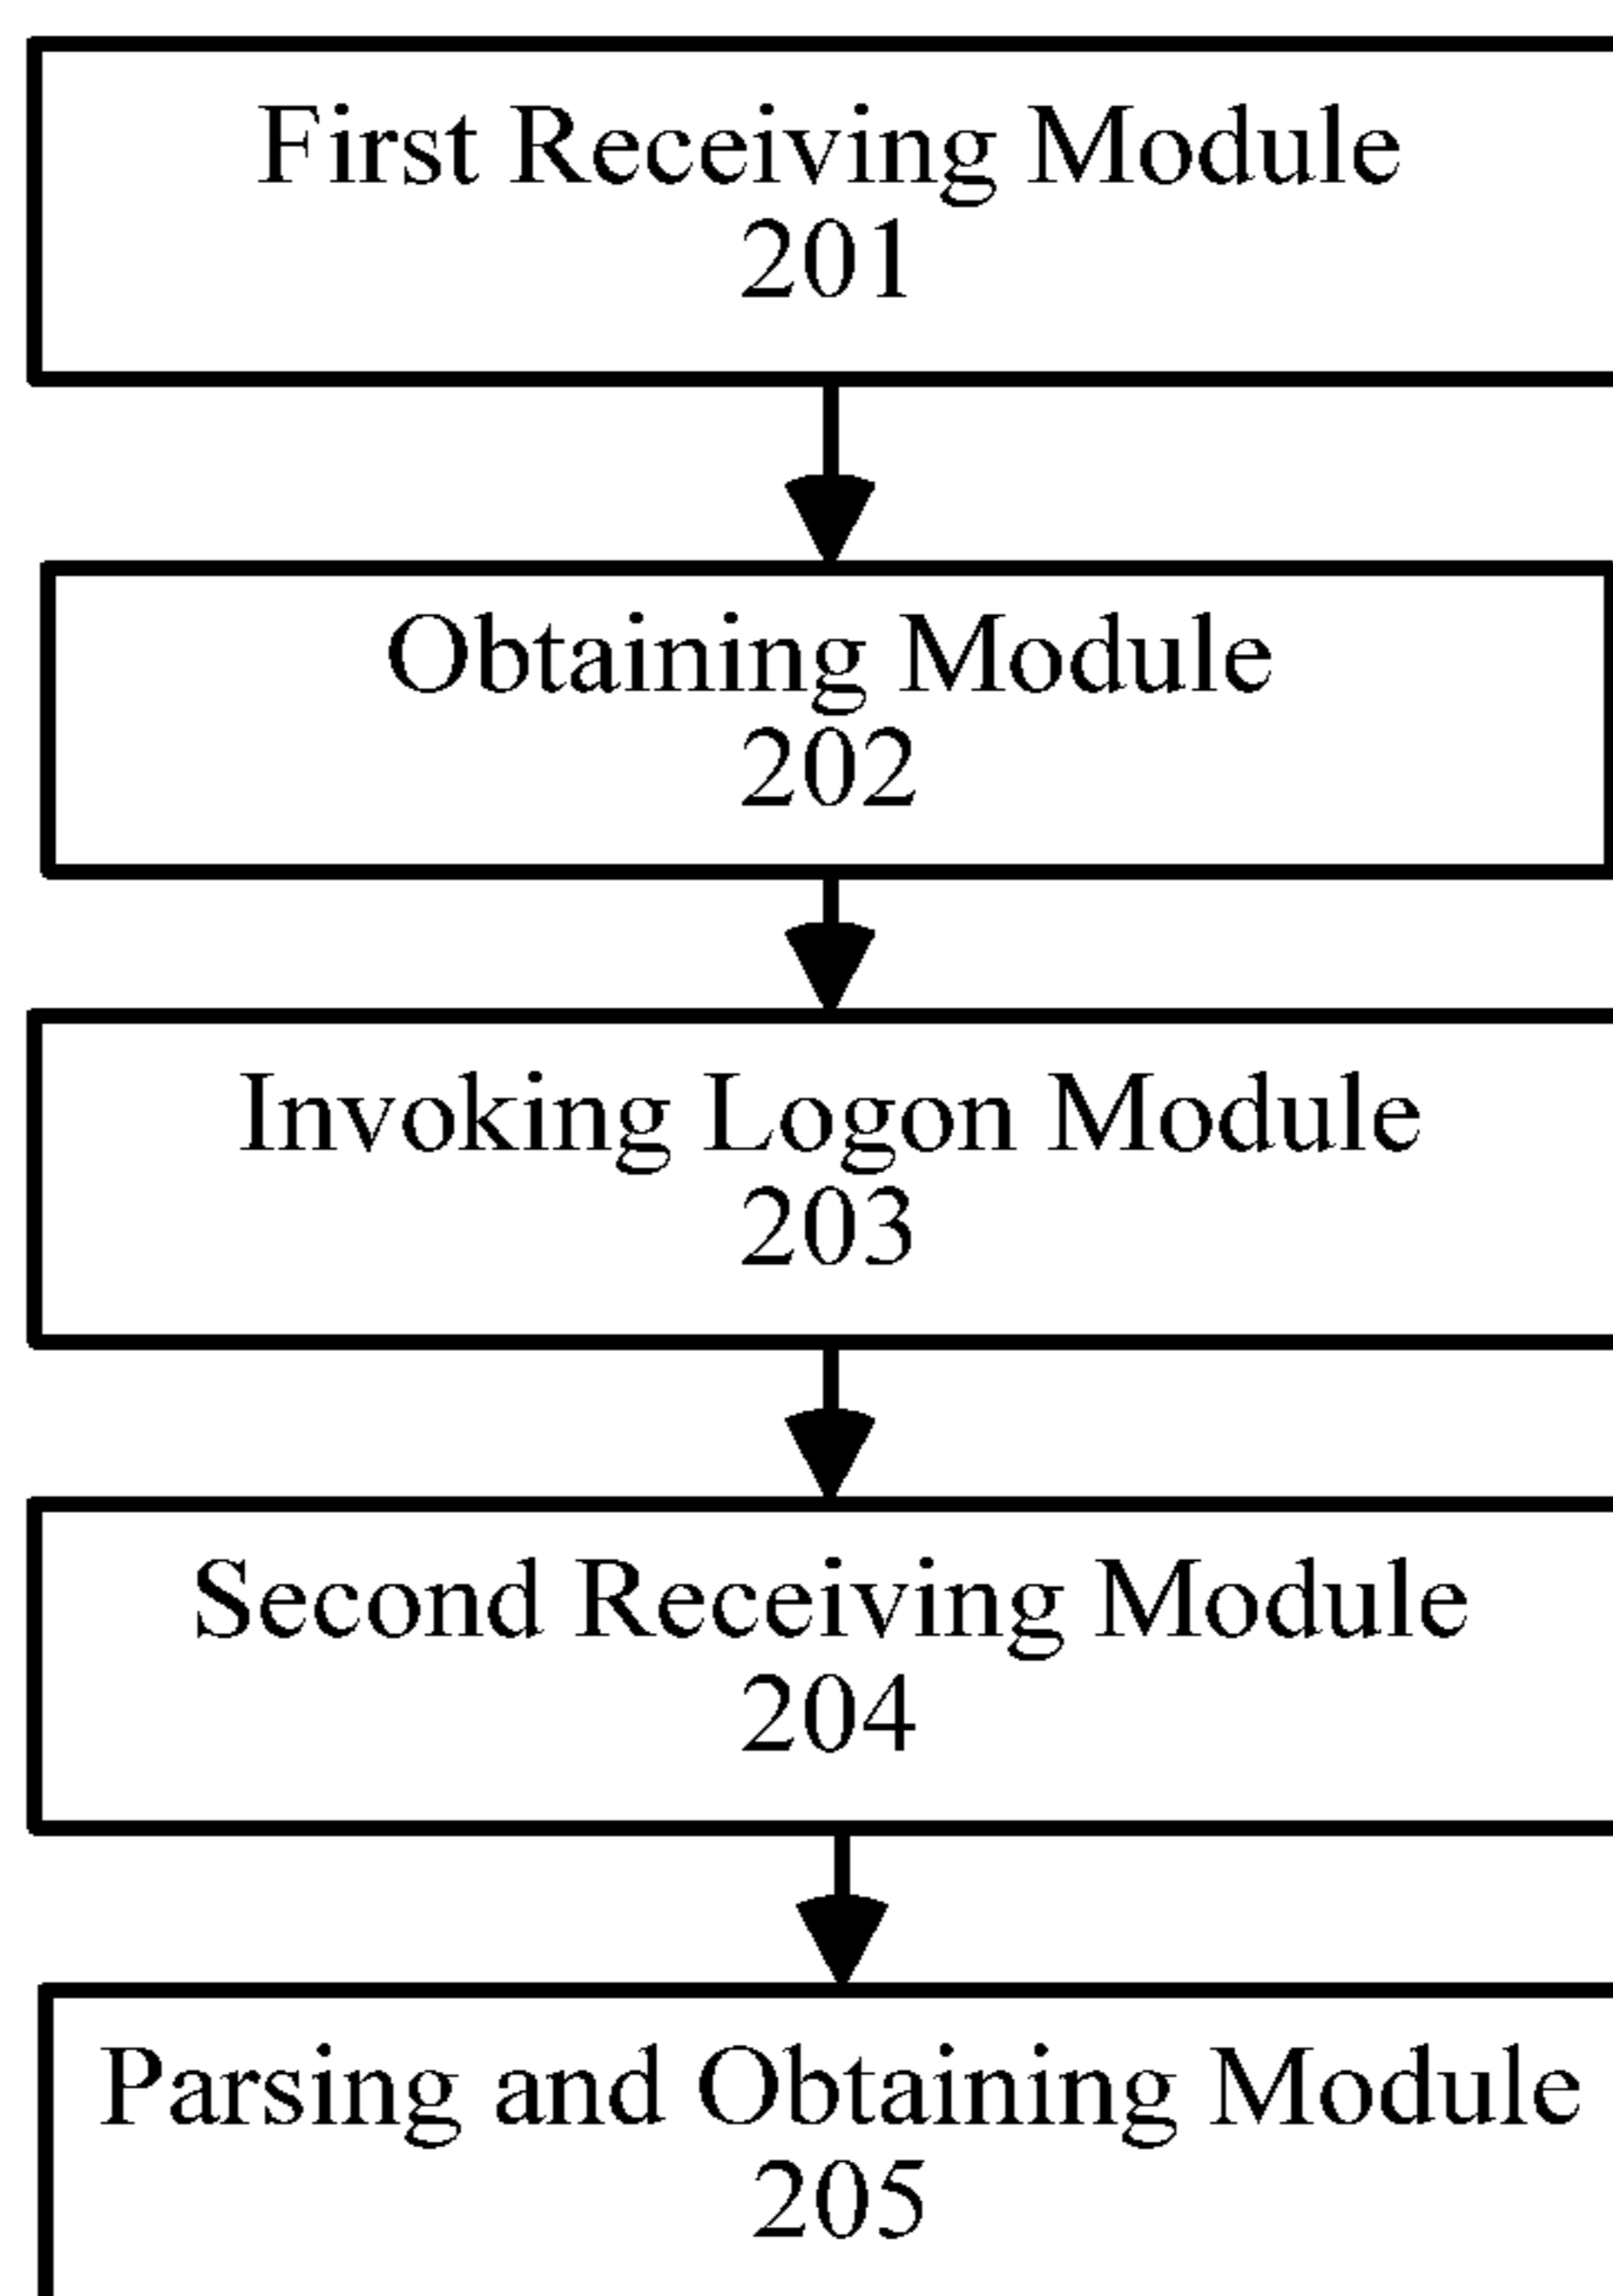 First Receiving Module
201
Obtaining Module
202
Invoking Logon Module
203
Second Receiving Module
204
Parsing and Obtaining Module
205